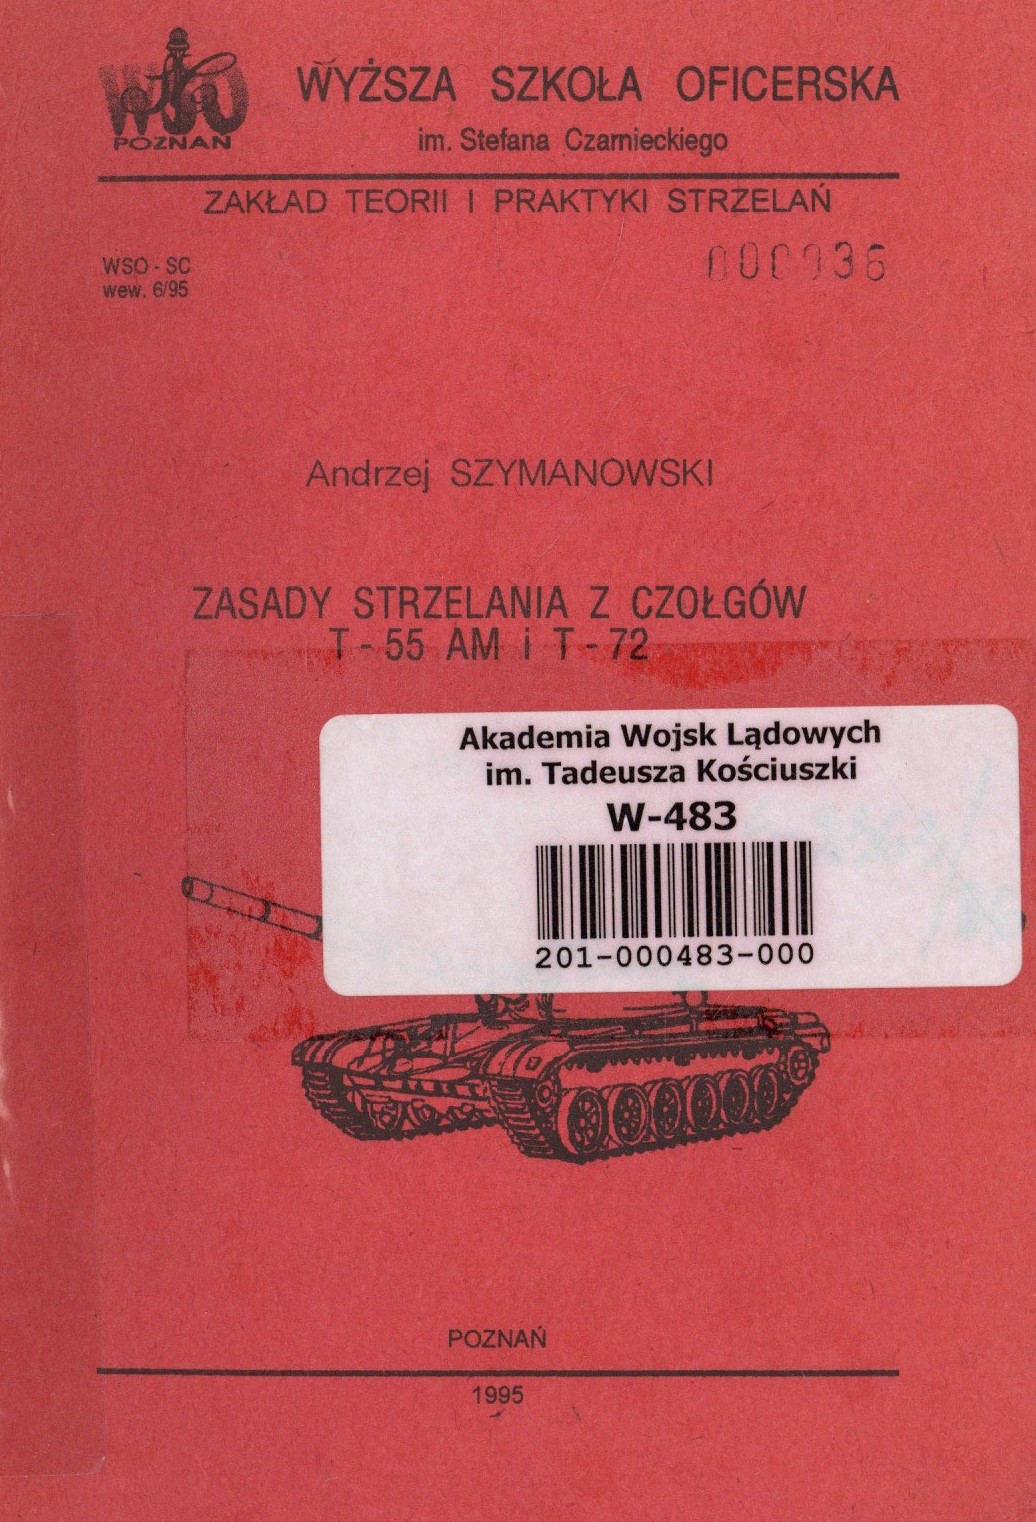 WSO
POZNAŃ
WYŻSZA SZKOŁA OFICERSKA
im. Stefana Czarnieckiego
ZAKŁAD TEORII I PRAKTYKI STRZELAŃ
WSO - SC
wew. 6/95
000036
Andrzej SZYMANOWSKI
ZASADY STRZELANIA Z CZOŁGÓW
T - 55 AM i T - 72
Akademia Wojsk Lądowych
im. Tadeusza Kościuszki
W-483
201-000483-000
POZNAŃ
1995